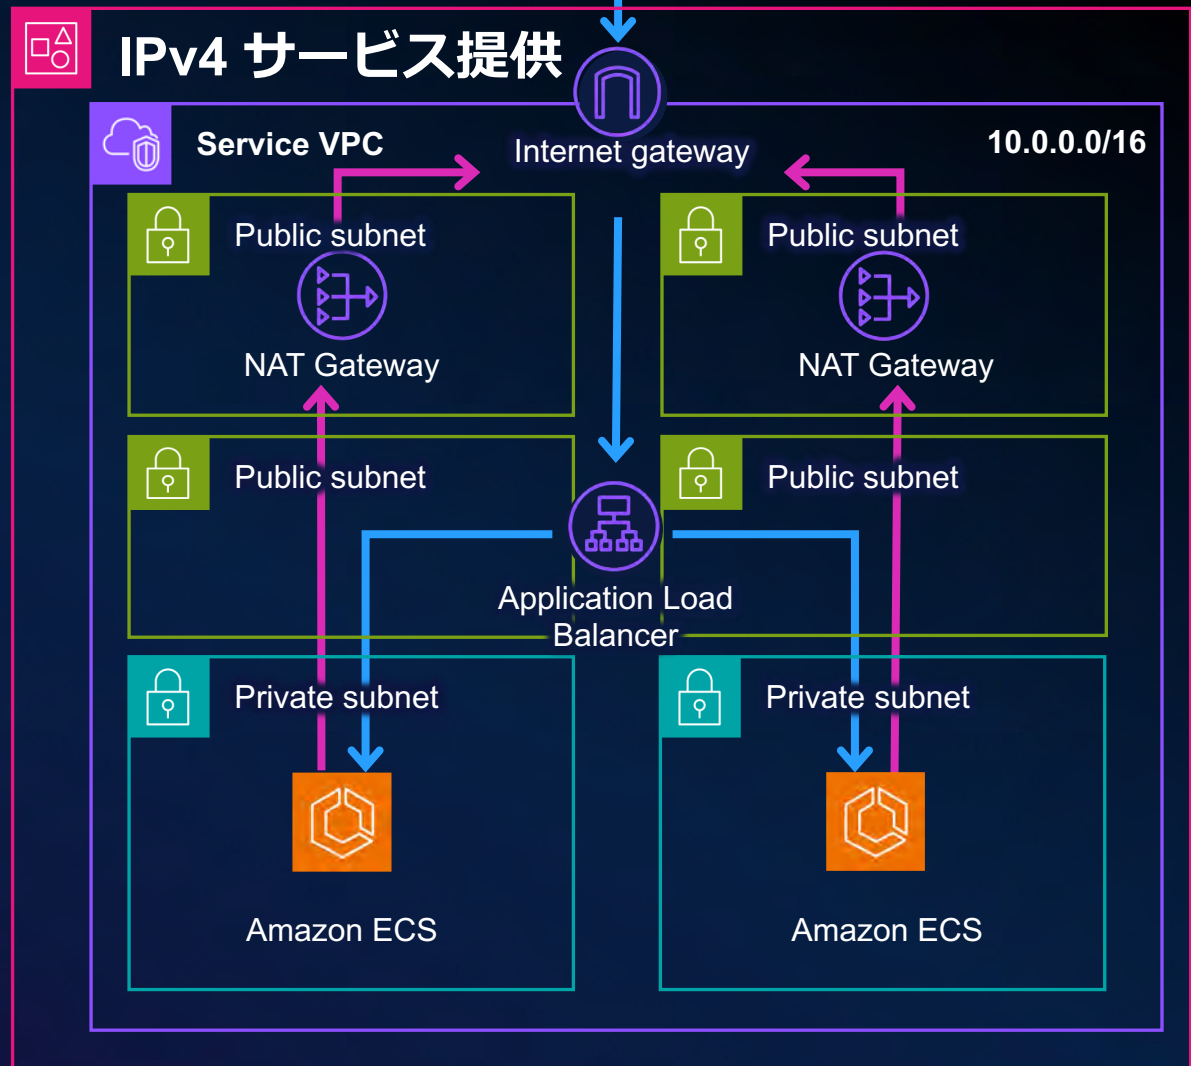 IPv4 サービス提供
Service VPC
Internet gateway
10.0.0.0/16
Public subnet
NAT Gateway
Public subnet
NAT Gateway
Public subnet
Public subnet
Application Load
Balancer
Private subnet
Amazon ECS
Private subnet
Amazon ECS